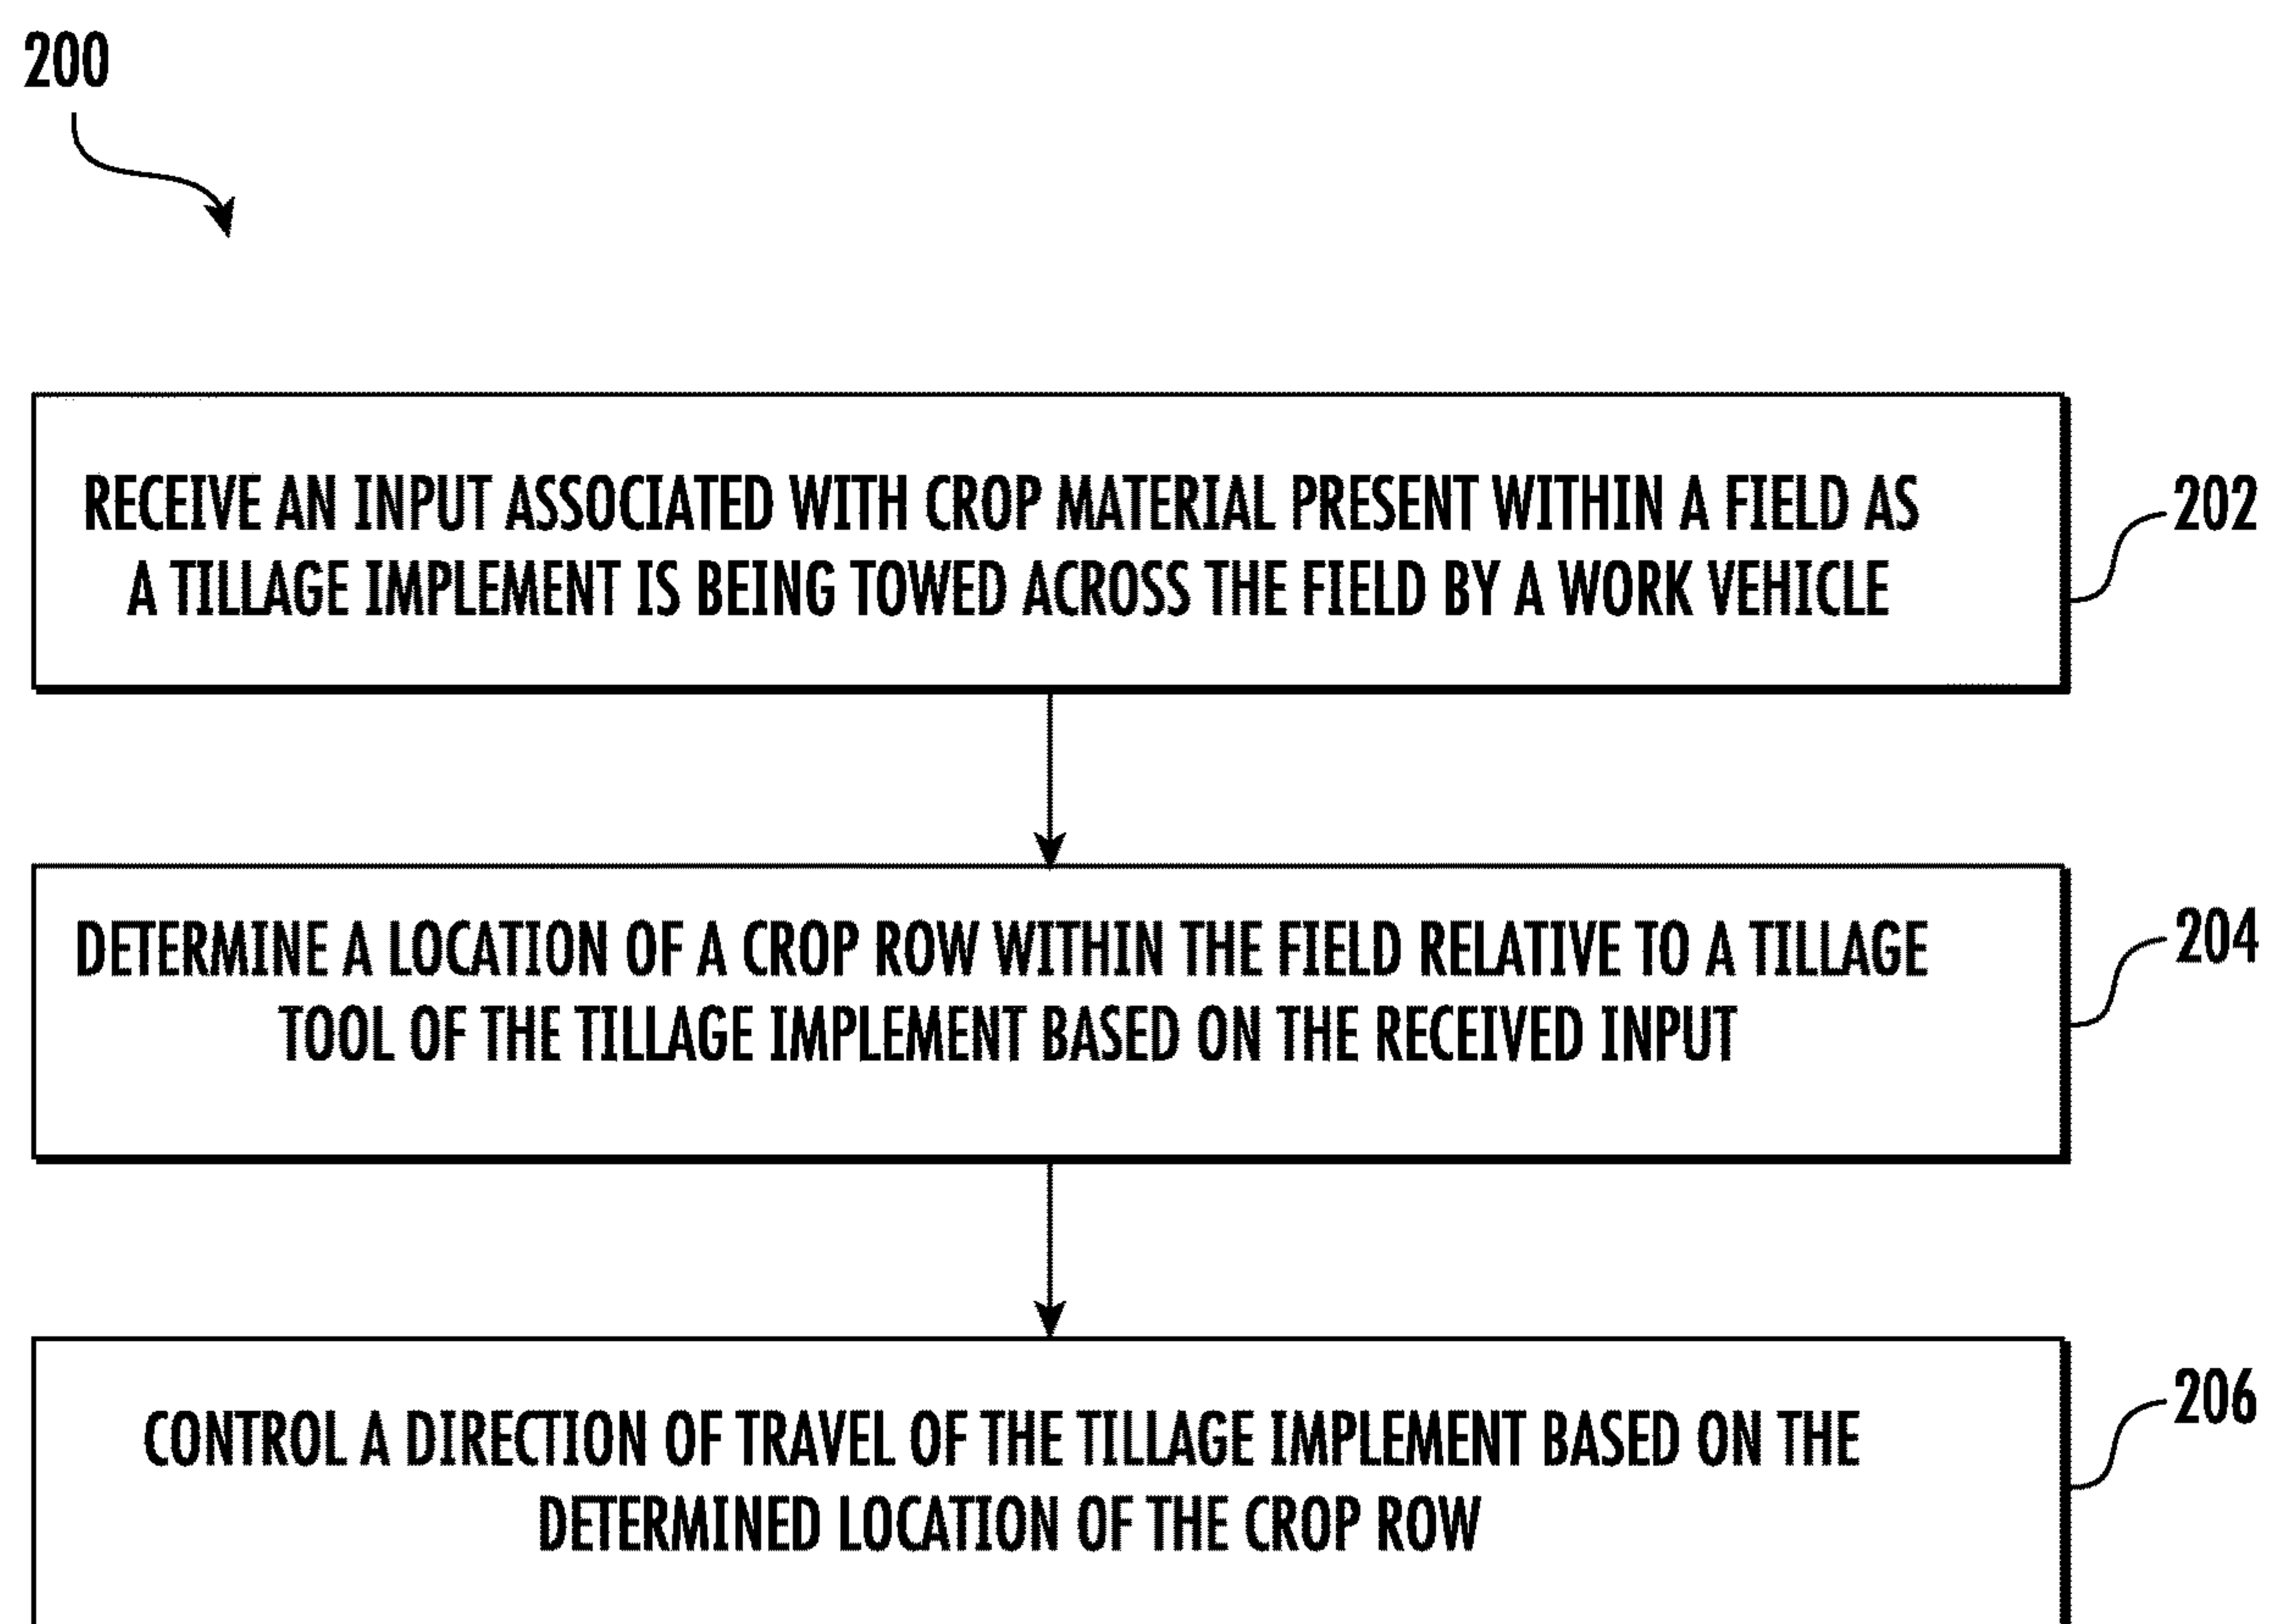 200
RECEIVE AN INPUT ASSOCIATED WITH CROP MATERIAL PRESENT WITHIN A FIELD AS
A TILLAGE IMPLEMENT IS BEING TOWED ACROSS THE FIELD BY A WORK VEHICLE
202
DETERMINE A LOCATION OF A CROP ROW WITHIN THE FIELD RELATIVE TO A TILLAGE
TOOL OF THE TILLAGE IMPLEMENT BASED ON THE RECEIVED INPUT
204
CONTROL A DIRECTION OF TRAVEL OF THE TILLAGE IMPLEMENT BASED ON THE
DETERMINED LOCATION OF THE CROP ROW
206